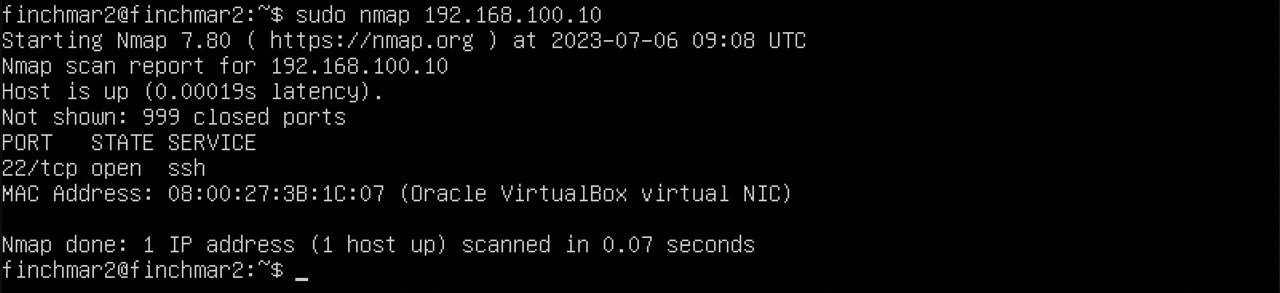 finchmar2@finchmar2:~$ sudo nmap 192.168.100.10
Starting Nmap 7.80 ( https://nmap.org ) at 2023-07-06 09:08 UTC
Nmap scan report for 192.168.100.10
Host is up (0.00019s latency).
Not shown: 999 closed ports
PORT   STATE SERVICE
22/tcp open  ssh
MAC Address: 08:00:27:3B:1C:07 (Oracle VirtualBox virtual NIC)

Nmap done: 1 IP address (1 host up) scanned in 0.07 seconds
finchmar2@finchmar2:~$ _